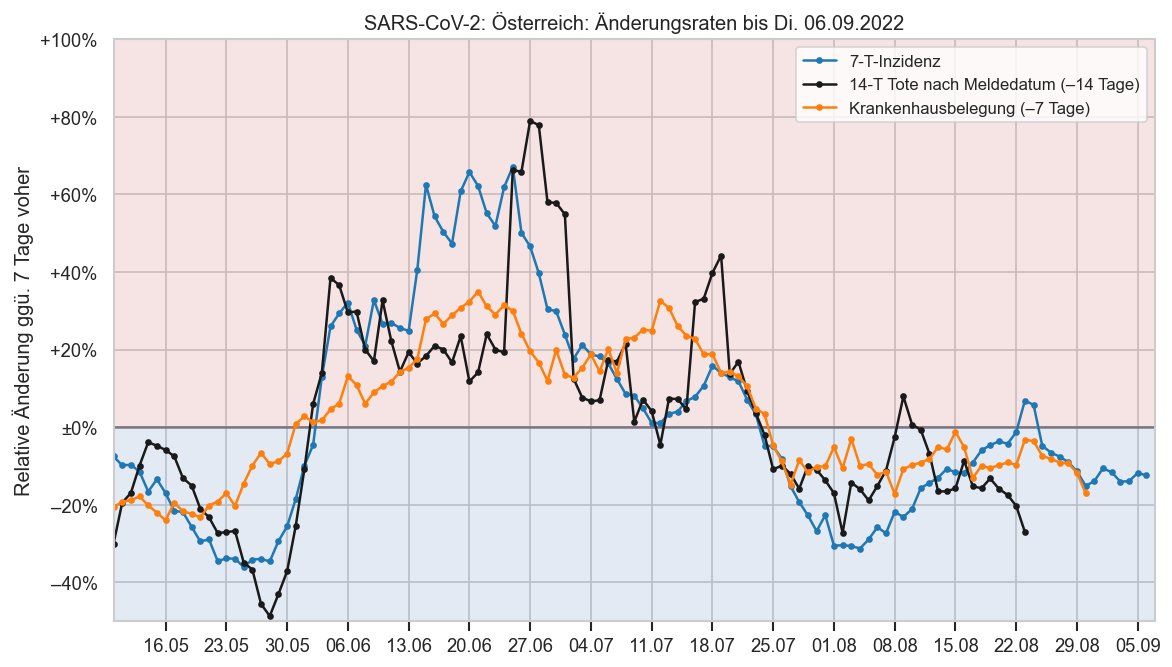 SARS-CoV-2: Österreich: Änderungsraten bis Di. 06.09.2022
+100%
+80%
+60%
+40%
+20%
±0%
–20%
–40%
Relative Änderung ggü. 7 Tage voher
7-T-Inzidenz
14-T Tote nach Meldedatum (–14 Tage)
Krankenhausbelegung (–7 Tage)
16.05 23.05 30.05 06.06 13.06 20.06 27.06 04.07 11.07 18.07 25.07 01.08 08.08 15.08 22.08 29.08 05.09